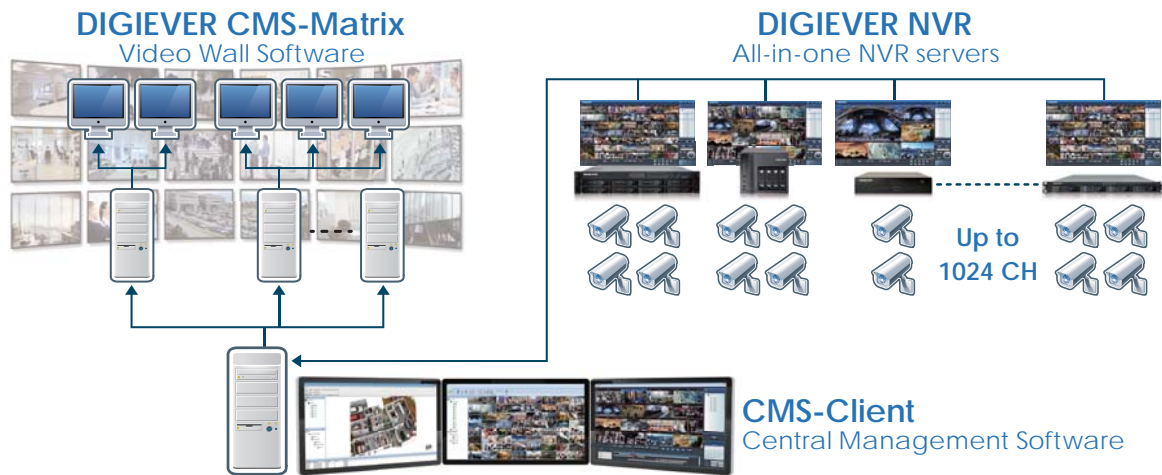 DIGIEVER CMS-Matrix
Video Wall Software
DIGIEVER NVR
All-in-one NVR servers
Up to
1024 CH
CMS-Client
Central Management Software